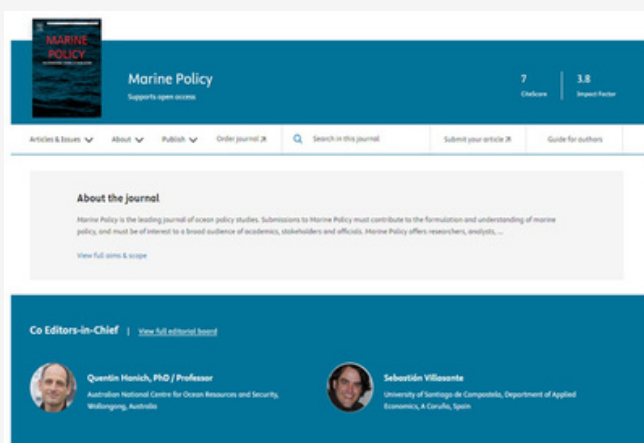 MARINE
POLICY
Marine Policy
Supports open access
7
CiteScore
3.8
Impact Factor
Articles & Issues
About
Publish
Order journal
Search in this journal
Submit your article
Guide for authors
About the journal
Marine Policy is the leading journal of ocean policy studies. Submissions to Marine Policy must contribute to the formulation and understanding of marine
policy, and must be of interest to a broad audience of academics, stakeholders and officials. Marine Policy offers researchers, analysts, ...
View full aims & scope
Co Editors-in-Chief | View full editorial board
Quentin Hanich, PhD / Professor
Australian National Centre for Ocean Resources and Security,
Wollongong, Australia
Sebastián Villasante
University of Santiago de Compostela, Department of Applied
Economics, A Coruña, Spain